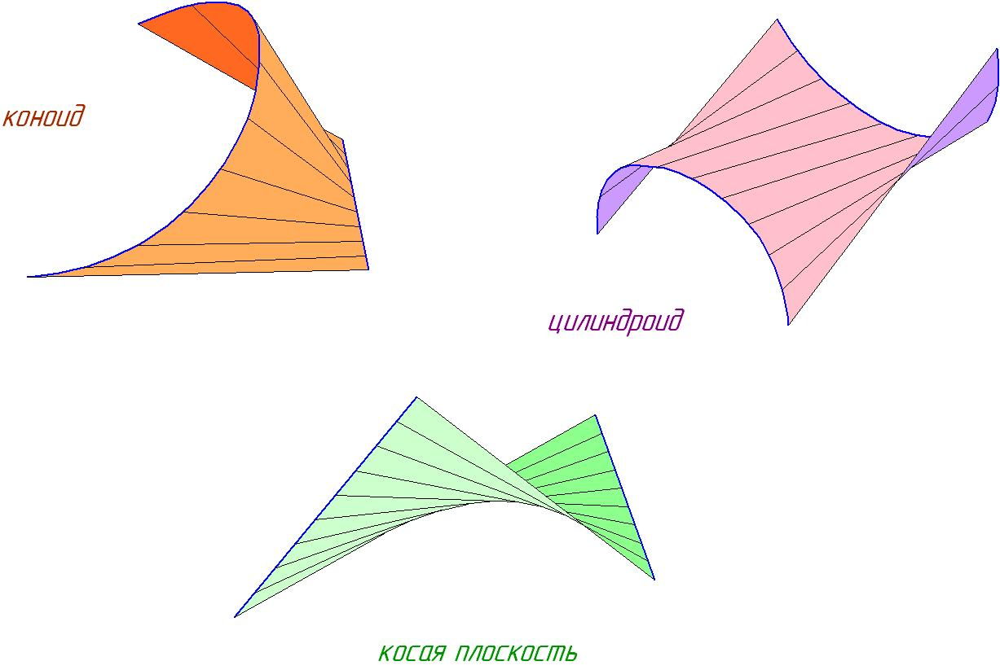 коноид
цилиндроид
косая плоскость